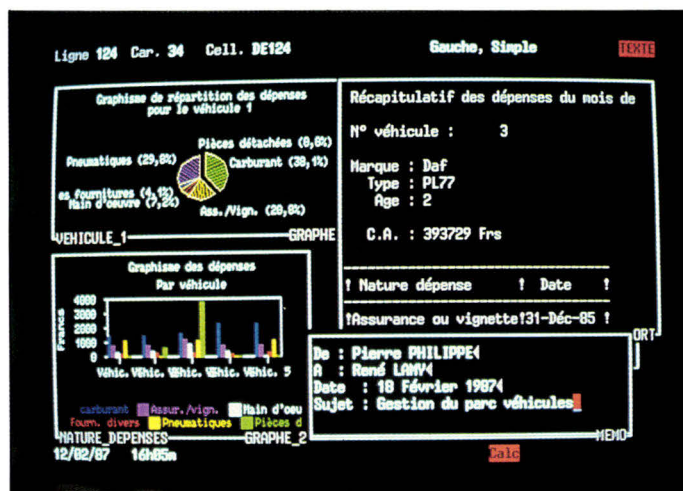 Ligne 124 Car. 34 Cell. DE124 Gauche, Simple TEXTE
Graphisme de répartition des dépenses
pour le véhicule 1
Pièces détachées (0,0%)
Pneumatiques (29,8%) Carburant (38,1%)
es fournitures (4,1%)
Main d'oeuvre (7,2%)
Ass./Vign. (20,8%)
VEHICULE_1 GRAPHE
Récapitulatif des dépenses du mois de
N° véhicule : 3
Marque : Daf
Type : PL77
Age : 2
C.A. : 393729 Frs
! Nature dépense ! Date !
!Assurance ou vignette!31-Déc-85 !
ORT
Graphisme des dépenses
Par véhicule
Francs
4000
3000
2000
1000
0
Véhic. Véhic. Véhic. Véhic. Véhic. 5
carburant Assur./vign. Main d'oeu
Fourn. divers Pneumatiques Pièces d
NATURE_DEPENSES GRAPHE_2
De : Pierre PHILIPPE
A : René LAMY
Date : 18 Février 1987
Sujet : Gestion du parc véhicules
MEMO
12/02/87 16h05m Calc